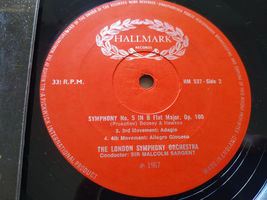 HALLMARK
RECORDS
33⅓ R.P.M.
HM 537 - Side 2
SYMPHONY No. 5 IN B Flat Major, Op. 100
(Prokofiev) Boosey & Hawkes
3. 3rd Movement: Adagio
4. 4th Movement: Allegro Giocoso
THE LONDON SYMPHONY ORCHESTRA
Conductor: SIR MALCOLM SARGENT
℗ 1967